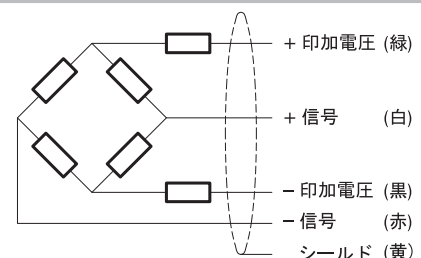 + 印加電圧 (緑)
+ 信号 (白)
− 印加電圧 (黒)
− 信号 (赤)
シールド (黄)